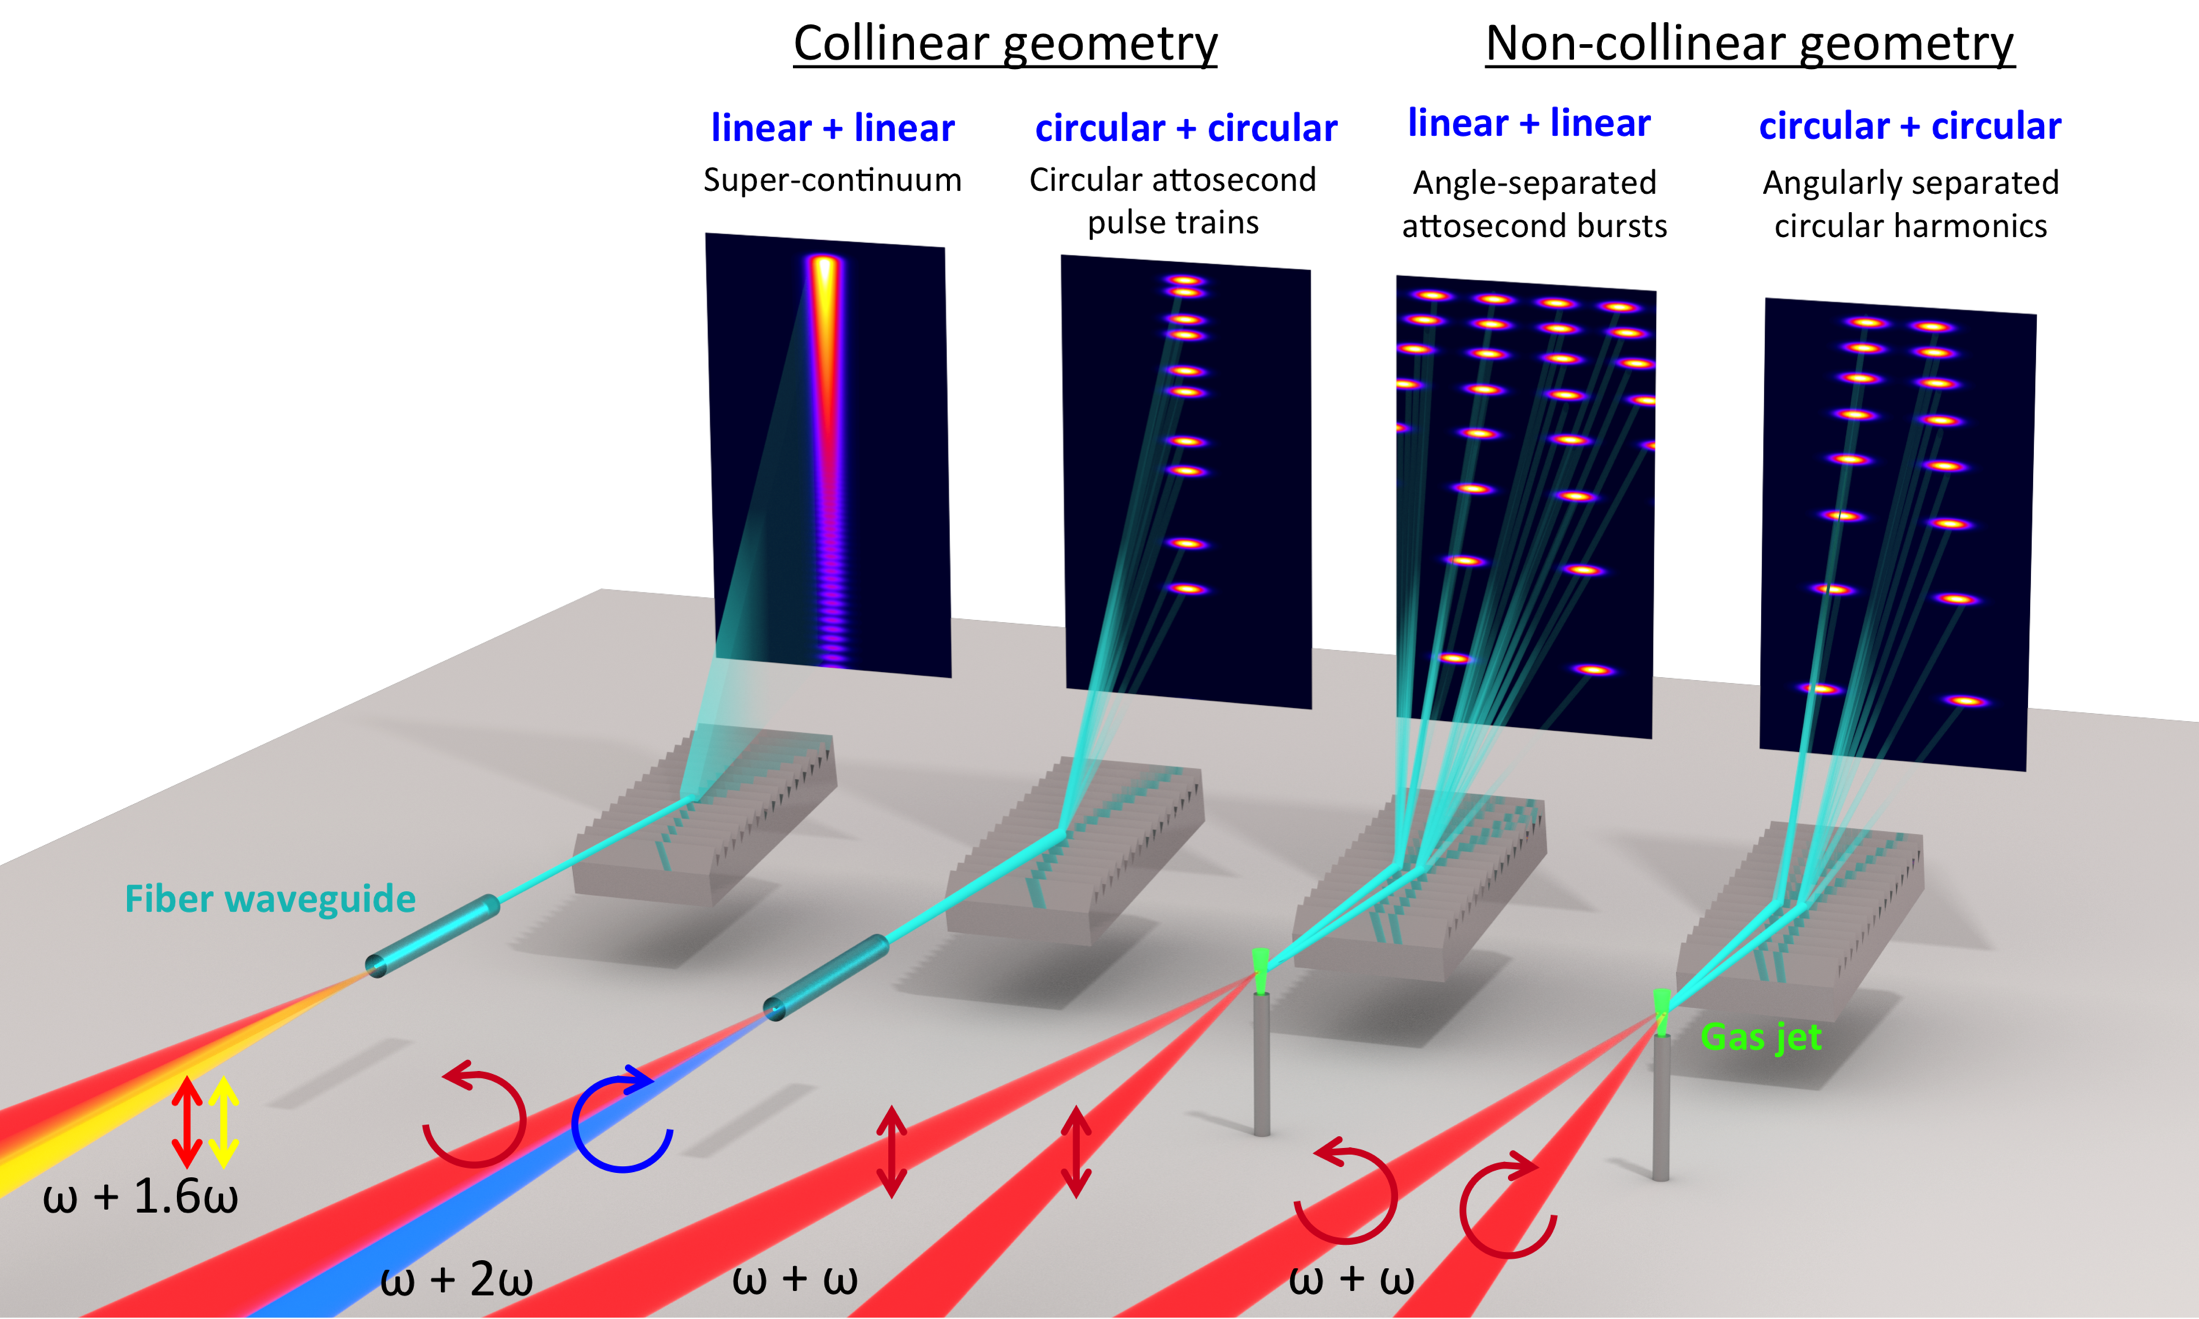 Collinear geometry
Non-collinear geometry
linear + linear
Super-continuum
circular + circular
Circular attosecond
pulse trains
linear + linear
Angle-separated
attosecond bursts
circular + circular
Angularly separated
circular harmonics
Fiber waveguide
Gas jet
ω + 1.6ω
ω + 2ω
ω + ω
ω + ω